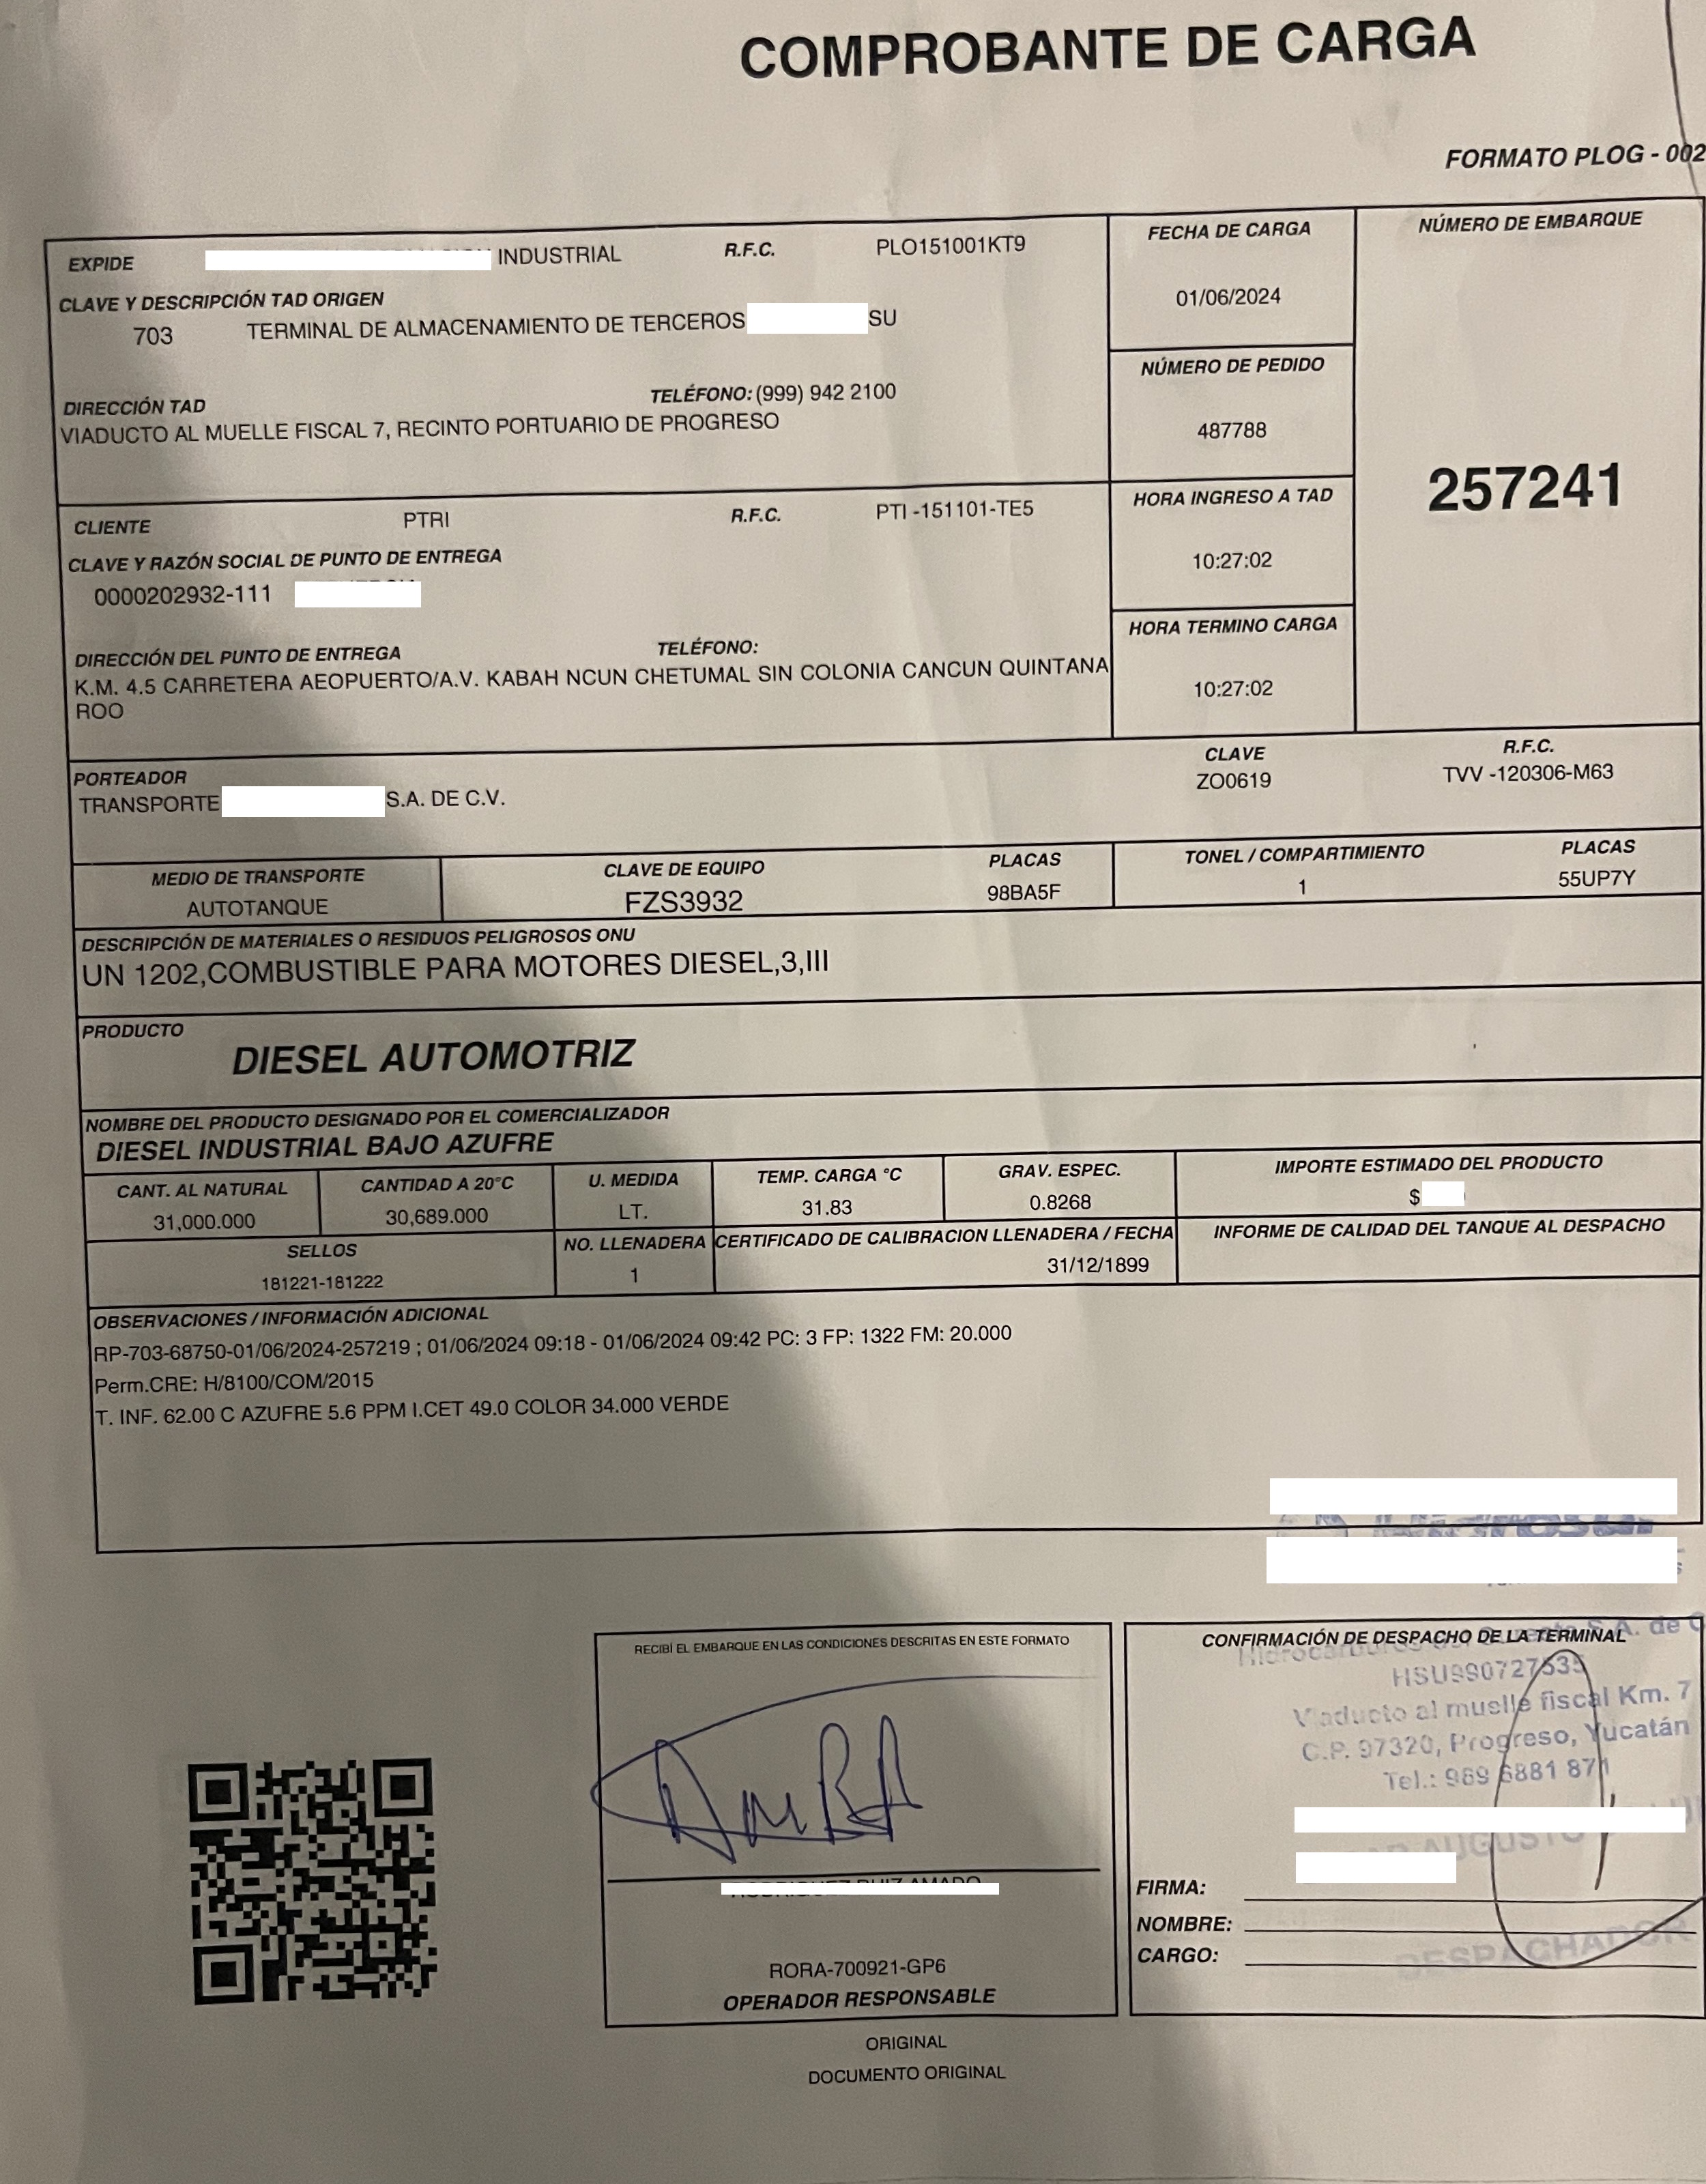 COMPROBANTE DE CARGA
FORMATO PLOG - 002
EXPIDE INDUSTRIAL R.F.C. PLO151001KT9
CLAVE Y DESCRIPCIÓN TAD ORIGEN
703 TERMINAL DE ALMACENAMIENTO DE TERCEROS SU
DIRECCIÓN TAD TELÉFONO: (999) 942 2100
VIADUCTO AL MUELLE FISCAL 7, RECINTO PORTUARIO DE PROGRESO
FECHA DE CARGA
01/06/2024
NÚMERO DE PEDIDO
487788
HORA INGRESO A TAD
10:27:02
HORA TERMINO CARGA
10:27:02
NÚMERO DE EMBARQUE
257241
CLIENTE PTRI R.F.C. PTI -151101-TE5
CLAVE Y RAZÓN SOCIAL DE PUNTO DE ENTREGA
0000202932-111
DIRECCIÓN DEL PUNTO DE ENTREGA TELÉFONO:
K.M. 4.5 CARRETERA AEOPUERTO/A.V. KABAH NCUN CHETUMAL SIN COLONIA CANCUN QUINTANA
ROO
PORTEADOR CLAVE R.F.C.
TRANSPORTE S.A. DE C.V. ZO0619 TVV -120306-M63
MEDIO DE TRANSPORTE CLAVE DE EQUIPO PLACAS TONEL / COMPARTIMIENTO PLACAS
AUTOTANQUE FZS3932 98BA5F 1 55UP7Y
DESCRIPCIÓN DE MATERIALES O RESIDUOS PELIGROSOS ONU
UN 1202,COMBUSTIBLE PARA MOTORES DIESEL,3,III
PRODUCTO
DIESEL AUTOMOTRIZ
NOMBRE DEL PRODUCTO DESIGNADO POR EL COMERCIALIZADOR
DIESEL INDUSTRIAL BAJO AZUFRE
CANT. AL NATURAL CANTIDAD A 20°C U. MEDIDA TEMP. CARGA °C GRAV. ESPEC. IMPORTE ESTIMADO DEL PRODUCTO
31,000.000 30,689.000 LT. 31.83 0.8268 $
SELLOS NO. LLENADERA CERTIFICADO DE CALIBRACION LLENADERA / FECHA INFORME DE CALIDAD DEL TANQUE AL DESPACHO
181221-181222 1 31/12/1899
OBSERVACIONES / INFORMACIÓN ADICIONAL
RP-703-68750-01/06/2024-257219 ; 01/06/2024 09:18 - 01/06/2024 09:42 PC: 3 FP: 1322 FM: 20.000
Perm.CRE: H/8100/COM/2015
T. INF. 62.00 C AZUFRE 5.6 PPM I.CET 49.0 COLOR 34.000 VERDE
RECIBÍ EL EMBARQUE EN LAS CONDICIONES DESCRITAS EN ESTE FORMATO
RORA-700921-GP6
OPERADOR RESPONSABLE
CONFIRMACIÓN DE DESPACHO DE LA TERMINAL
S.A. de
HSU990727535
Viaducto al muelle fiscal Km. 7
C.P. 97320, Progreso, Yucatán
Tel.: 969 6881 871
AUGUSTO
FIRMA:
NOMBRE:
CARGO:
DESPACHADOR
ORIGINAL
DOCUMENTO ORIGINAL